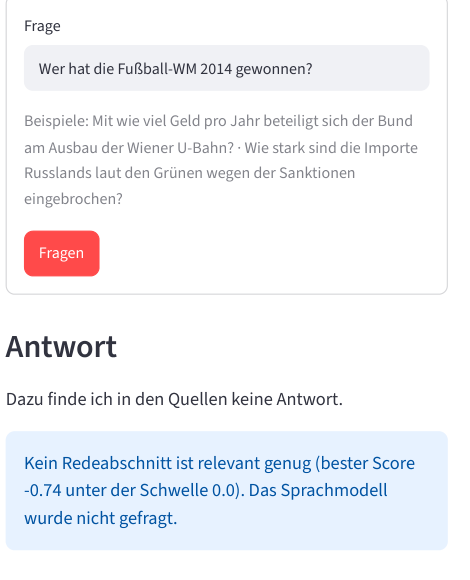 Frage
Wer hat die Fußball-WM 2014 gewonnen?
Beispiele: Mit wie viel Geld pro Jahr beteiligt sich der Bund
am Ausbau der Wiener U-Bahn? · Wie stark sind die Importe
Russlands laut den Grünen wegen der Sanktionen
eingebrochen?
Fragen
Antwort
Dazu finde ich in den Quellen keine Antwort.
Kein Redeabschnitt ist relevant genug (bester Score
-0.74 unter der Schwelle 0.0). Das Sprachmodell
wurde nicht gefragt.